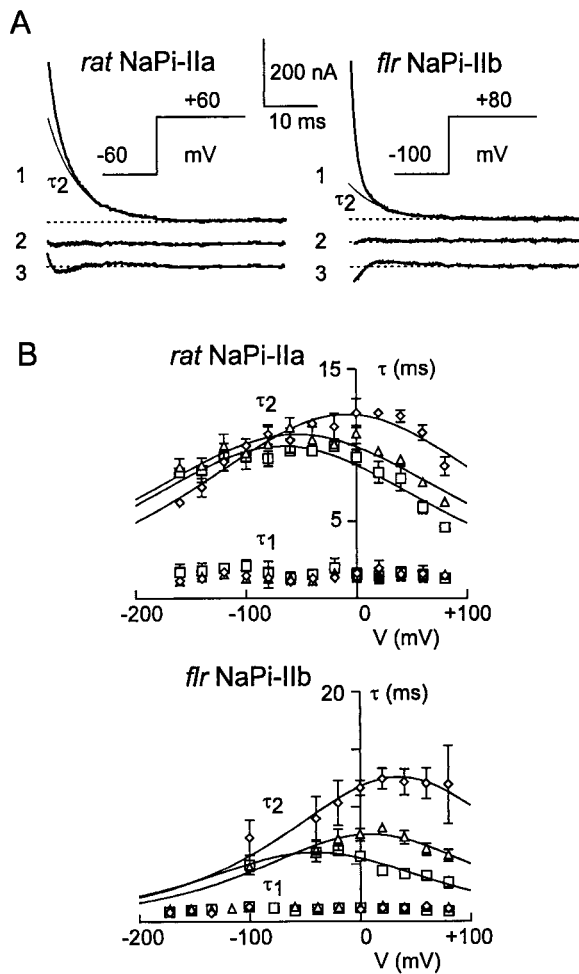 A
rat NaPi-IIa
flr NaPi-IIb
200 nA
10 ms
+60
-60
mV
+80
-100
mV
1
τ2
2
3
1
τ2
2
3
B
rat NaPi-IIa
15
τ (ms)
τ2
5
τ1
-200
-100
0
+100
V (mV)
flr NaPi-IIb
20
τ (ms)
τ2
τ1
-200
-100
0
+100
V (mV)